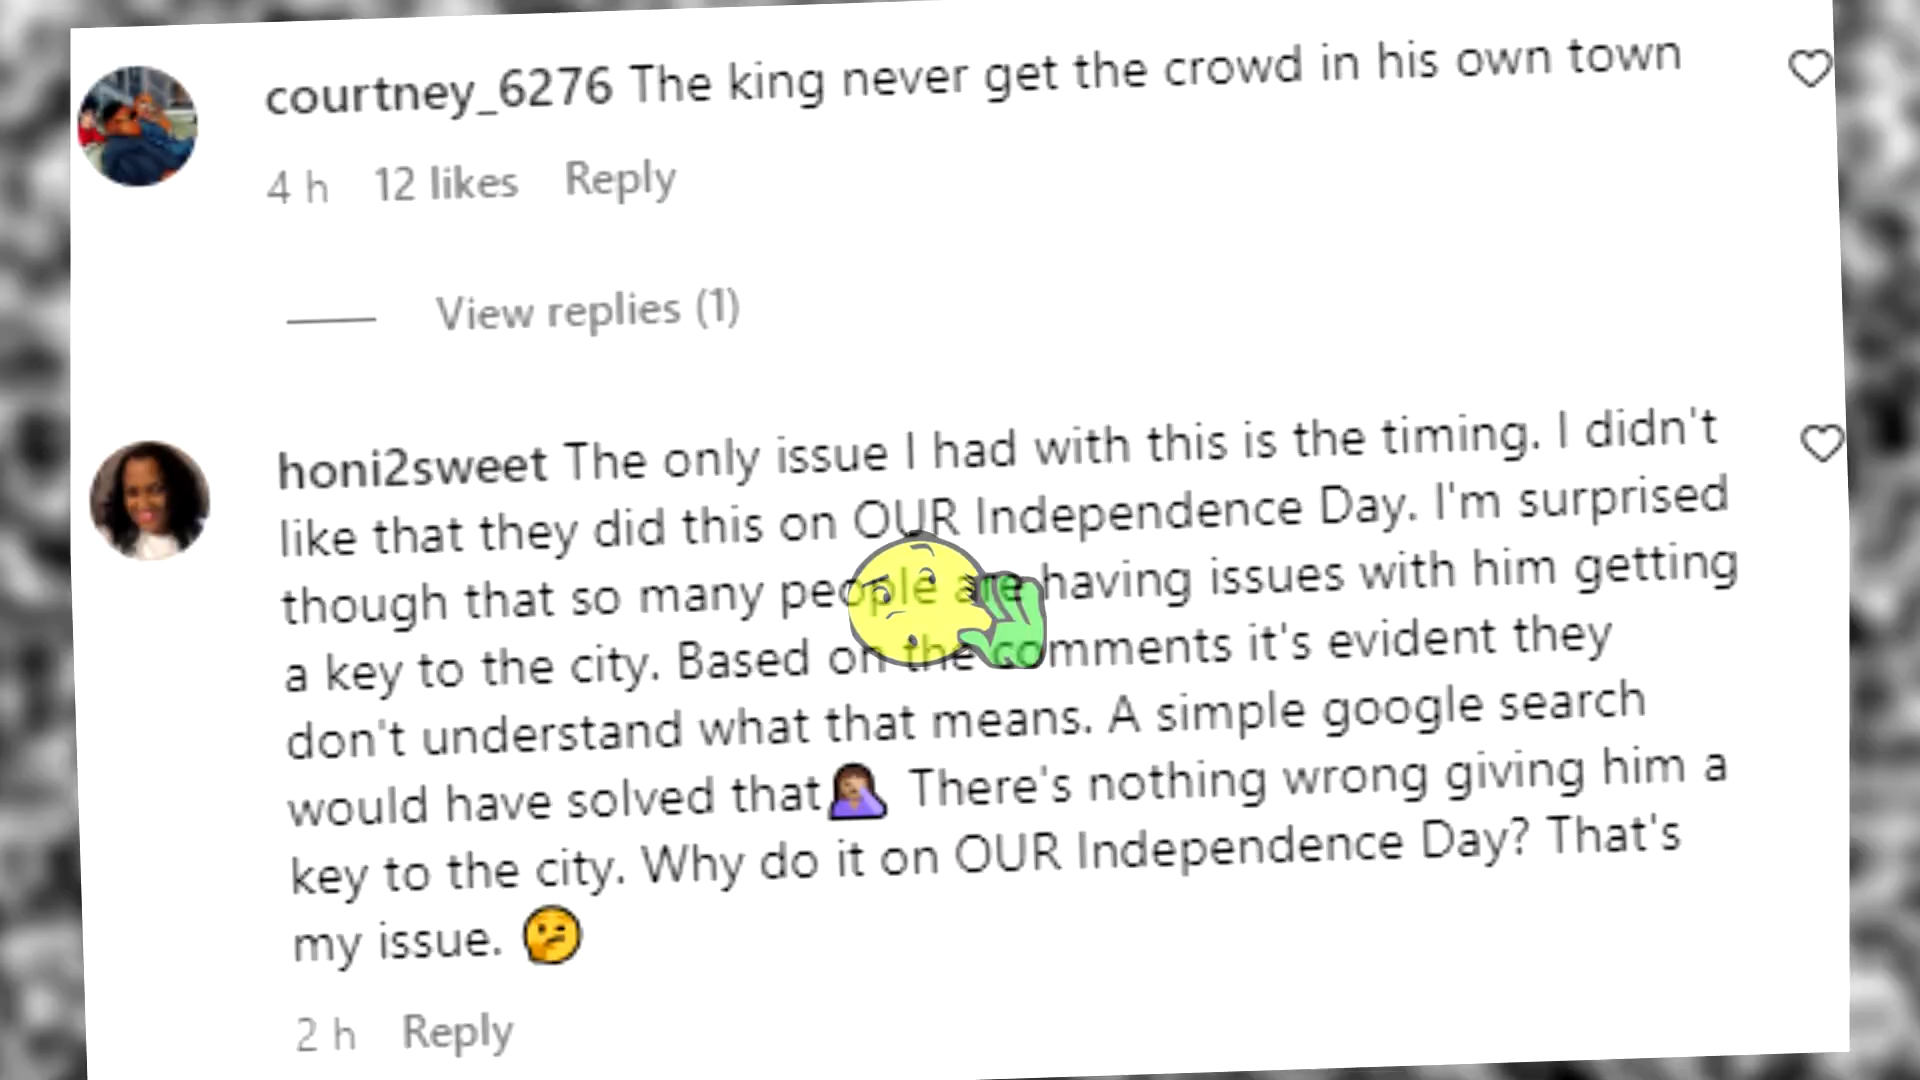 courtney_6276 The king never get the crowd in his own town
4 h 12 likes Reply
View replies (1)
honi2sweet The only issue I had with this is the timing. I didn't
like that they did this on OUR Independence Day. I'm surprised
though that so many people are having issues with him getting
a key to the city. Based on the comments it's evident they
don't understand what that means. A simple google search
would have solved that🤦🏽‍♀️ There's nothing wrong giving him a
key to the city. Why do it on OUR Independence Day? That's
my issue. 🤔
2 h Reply